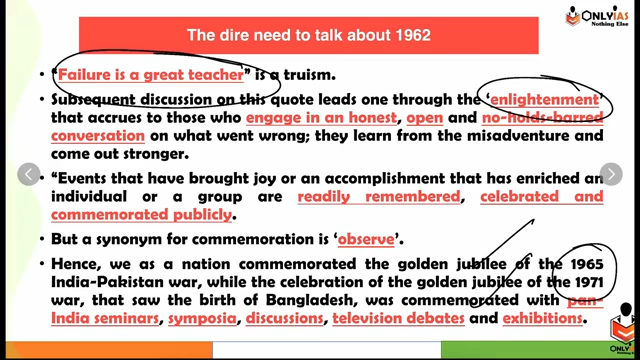 The dire need to talk about 1962
ONLYIAS
Nothing Else
• “Failure is a great teacher” is a truism.
• Subsequent discussion on this quote leads one through the ‘enlightenment’
that accrues to those who engage in an honest, open and no-holds-barred
conversation on what went wrong; they learn from the misadventure and
come out stronger.
• “Events that have brought joy or an accomplishment that has enriched an
individual or a group are readily remembered, celebrated and
commemorated publicly.
• But a synonym for commemoration is ‘observe’.
• Hence, we as a nation commemorated the golden jubilee of the 1965
India-Pakistan war, while the celebration of the golden jubilee of the 1971
war, that saw the birth of Bangladesh, was commemorated with pan-
India seminars, symposia, discussions, television debates and exhibitions.
ONLY